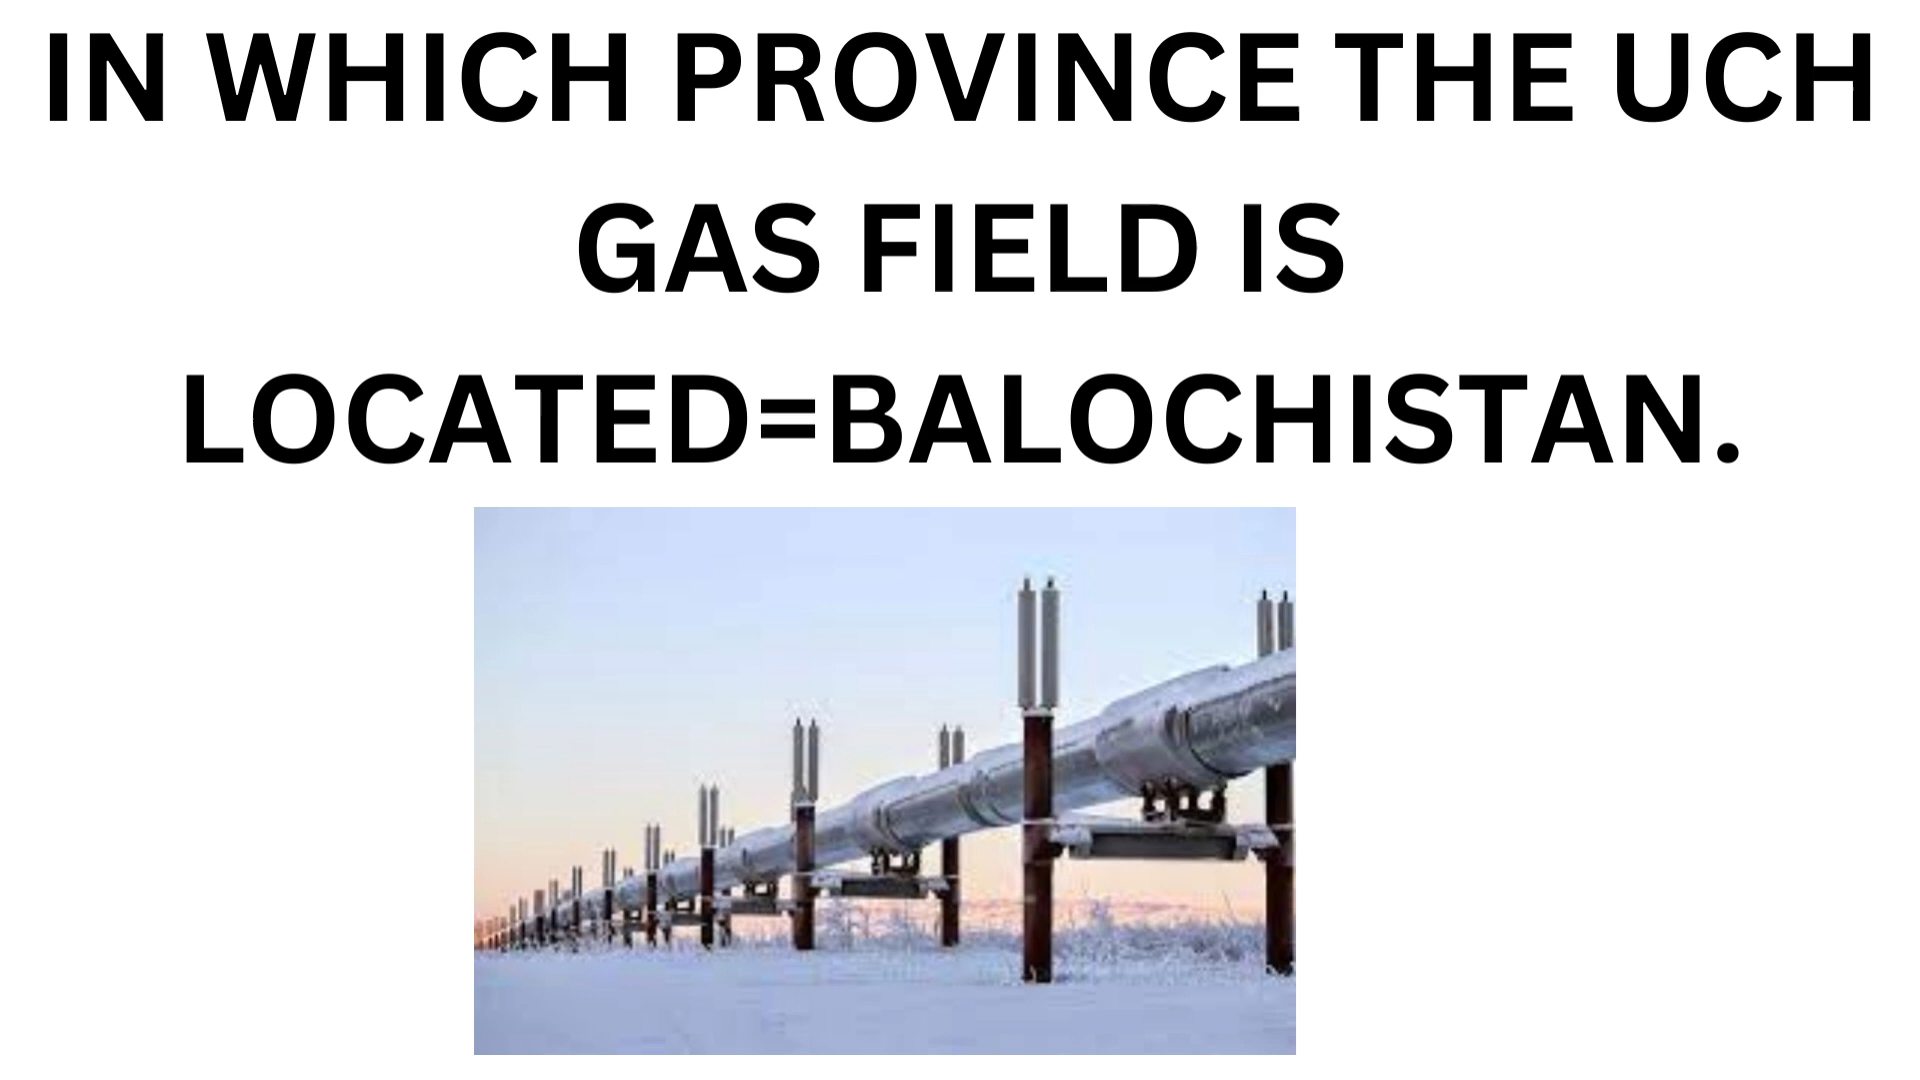 IN WHICH PROVINCE THE UCH
GAS FIELD IS
LOCATED=BALOCHISTAN.